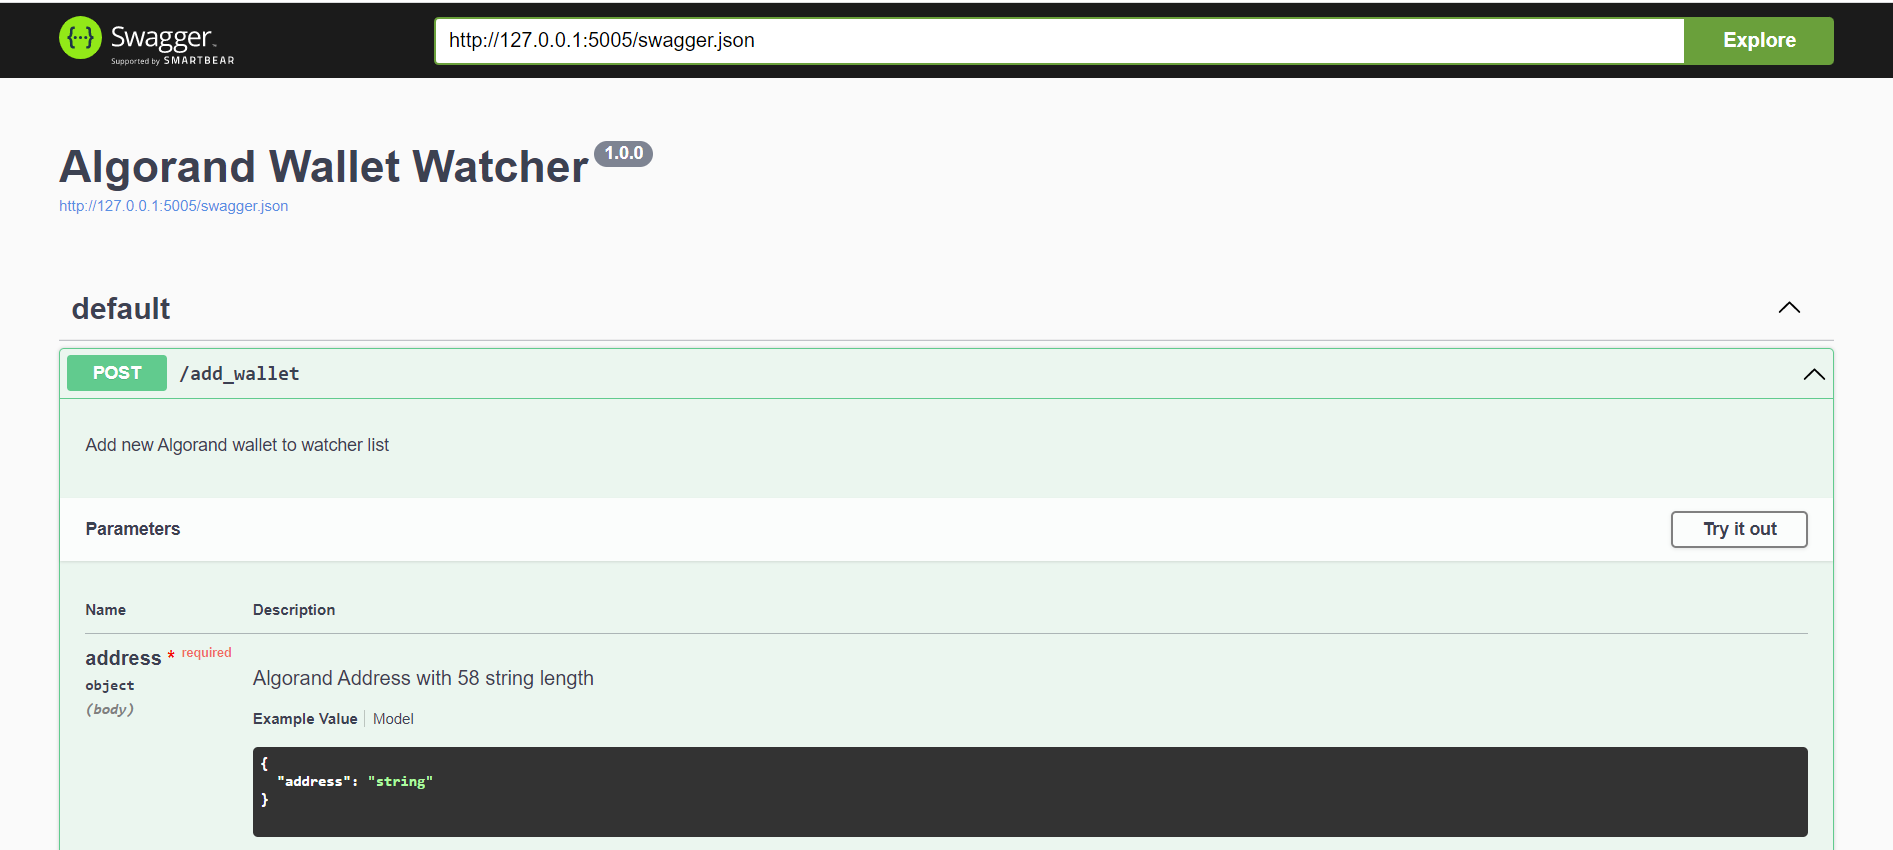 {···} Swagger™
Supported by SMARTBEAR
http://127.0.0.1:5005/swagger.json
Explore
Algorand Wallet Watcher 1.0.0
http://127.0.0.1:5005/swagger.json
default
POST /add_wallet
Add new Algorand wallet to watcher list
Parameters
Try it out
Name Description
address * required
object
(body)
Algorand Address with 58 string length
Example Value Model
{
"address": "string"
}